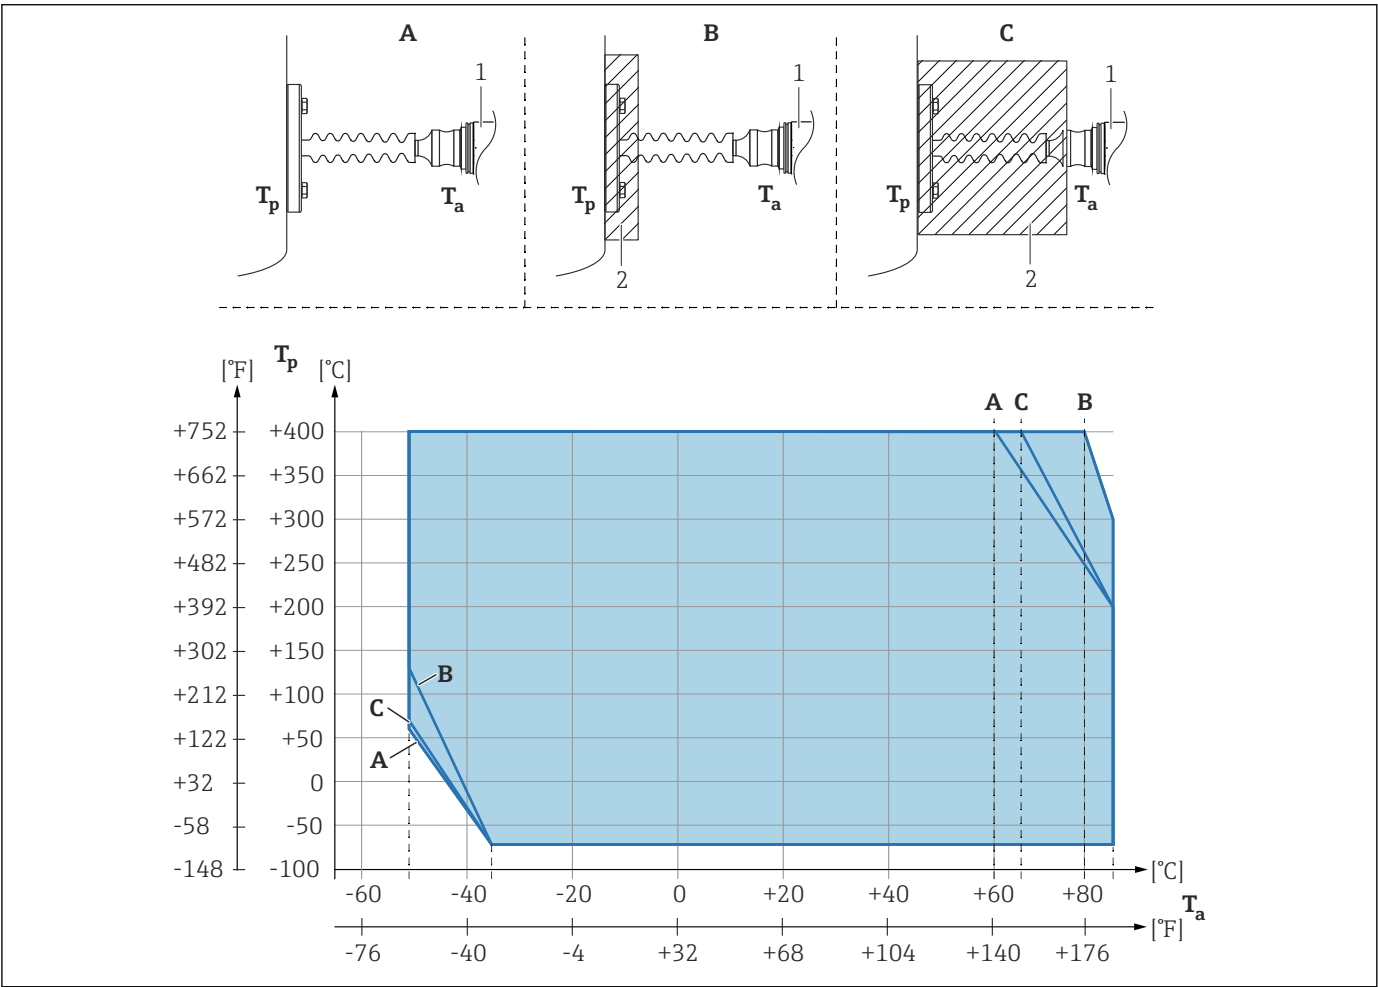 A B C
1 1 1
Tp Ta Tp Ta Tp Ta
2 2
Tp
[°F] [°C]
A C B
+752 +400
+662 +350
+572 +300
+482 +250
+392 +200
+302 +150
B
+212 +100
C
+122 +50
A
+32 0
-58 -50
-148 -100
[°C]
-60 -40 -20 0 +20 +40 +60 +80
Ta
[°F]
-76 -40 -4 +32 +68 +104 +140 +176